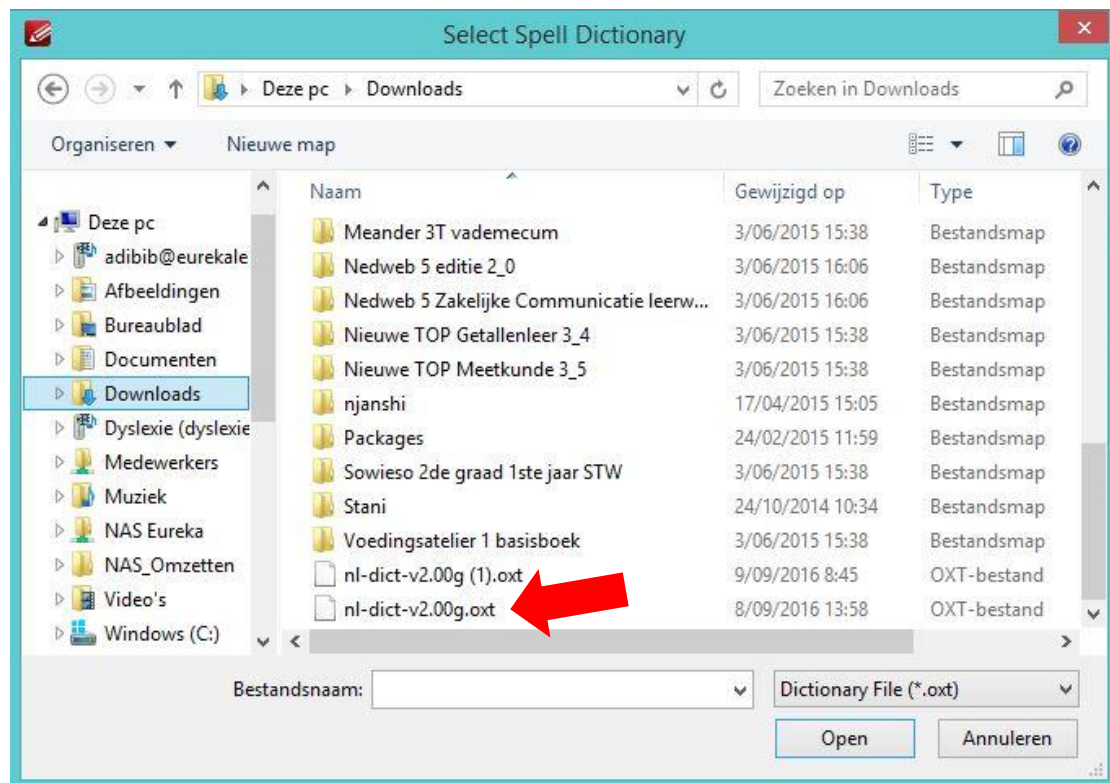 Select Spell Dictionary
Deze pc Downloads Zoeken in Downloads
Organiseren Nieuwe map
Naam Gewijzigd op Type
Deze pc
adibib@eurekale
Afbeeldingen
Bureaublad
Documenten
Downloads
Dyslexie (dyslexie
Medewerkers
Muziek
NAS Eureka
NAS_Omzetten
Video's
Windows (C:)
Meander 3T vademecum 3/06/2015 15:38 Bestandsmap
Nedweb 5 editie 2_0 3/06/2015 16:06 Bestandsmap
Nedweb 5 Zakelijke Communicatie leerw... 3/06/2015 16:06 Bestandsmap
Nieuwe TOP Getallenleer 3_4 3/06/2015 15:38 Bestandsmap
Nieuwe TOP Meetkunde 3_5 3/06/2015 15:38 Bestandsmap
njanshi 17/04/2015 15:05 Bestandsmap
Packages 24/02/2015 11:59 Bestandsmap
Sowieso 2de graad 1ste jaar STW 3/06/2015 15:38 Bestandsmap
Stani 24/10/2014 10:34 Bestandsmap
Voedingsatelier 1 basisboek 3/06/2015 15:38 Bestandsmap
nl-dict-v2.00g (1).oxt 9/09/2016 8:45 OXT-bestand
nl-dict-v2.00g.oxt 8/09/2016 13:58 OXT-bestand
Bestandsnaam: Dictionary File (*.oxt)
Open Annuleren